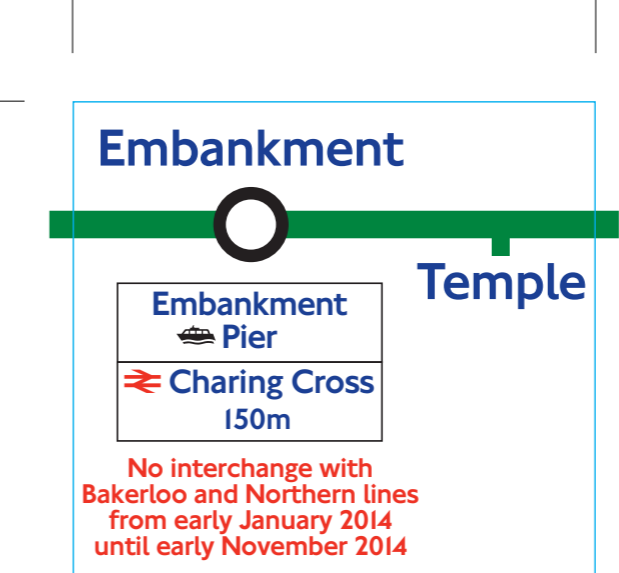 Embankment
Temple
Embankment
Pier
Charing Cross
150m
No interchange with
Bakerloo and Northern lines
from early January 2014
until early November 2014